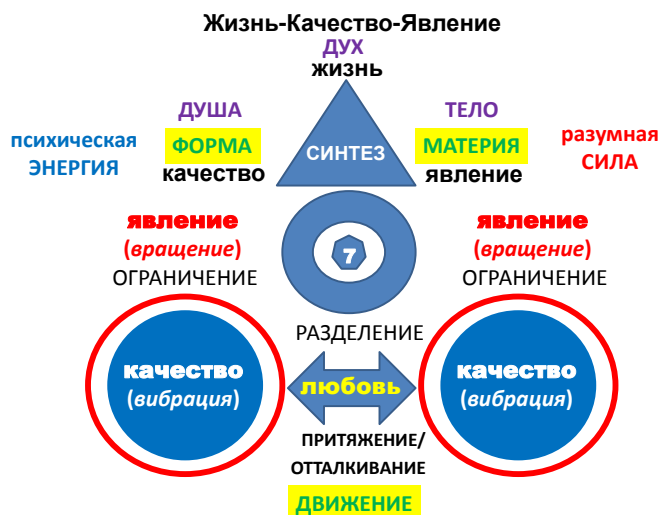 Жизнь-Качество-Явление
ДУХ
жизнь
ДУША
ТЕЛО
психическая
ЭНЕРГИЯ
ФОРМА
качество
СИНТЕЗ
МАТЕРИЯ
явление
разумная
СИЛА
явление
(вращение)
ОГРАНИЧЕНИЕ
7
явление
(вращение)
ОГРАНИЧЕНИЕ
РАЗДЕЛЕНИЕ
качество
(вибрация)
любовь
качество
(вибрация)
ПРИТЯЖЕНИЕ/
ОТТАЛКИВАНИЕ
ДВИЖЕНИЕ